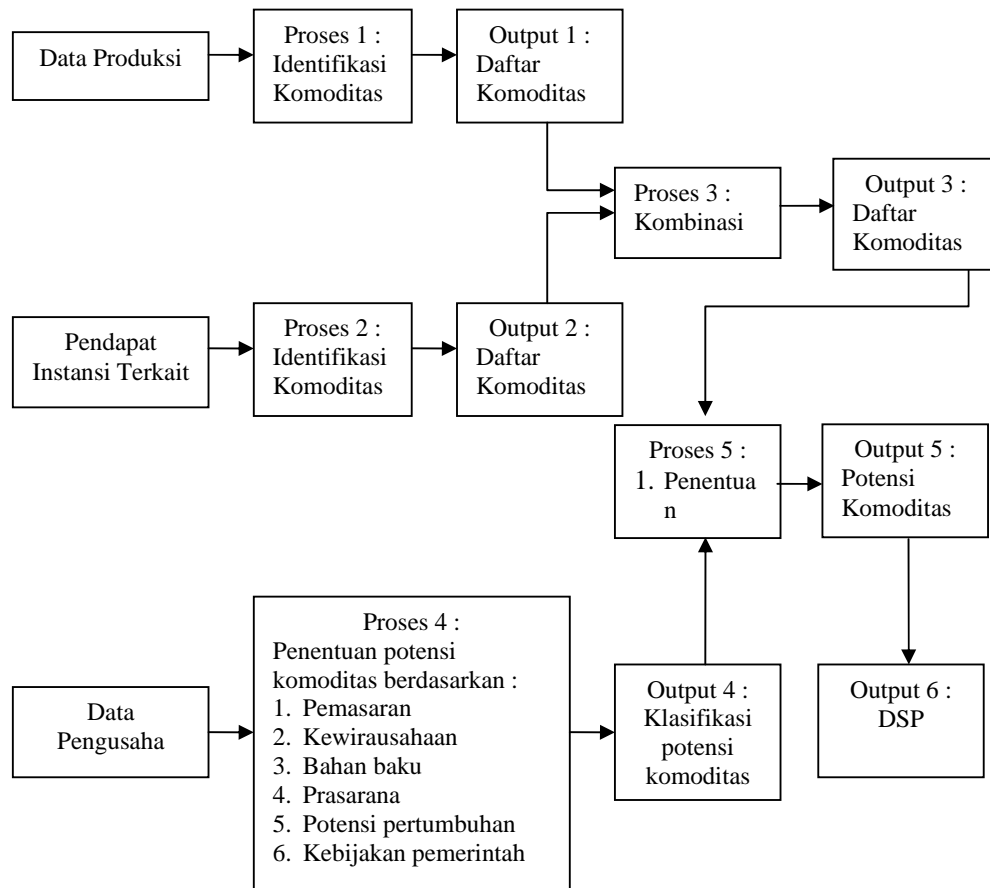 Data Produksi
Proses 1 :
Identifikasi
Komoditas
Output 1 :
Daftar
Komoditas
Proses 3 :
Kombinasi
Output 3 :
Daftar
Komoditas
Pendapat
Instansi Terkait
Proses 2 :
Identifikasi
Komoditas
Output 2 :
Daftar
Komoditas
Proses 5 :
1. Penentua
n
Output 5 :
Potensi
Komoditas
Data
Pengusaha
Proses 4 :
Penentuan potensi
komoditas berdasarkan :
1. Pemasaran
2. Kewirausahaan
3. Bahan baku
4. Prasarana
5. Potensi pertumbuhan
6. Kebijakan pemerintah
Output 4 :
Klasifikasi
potensi
komoditas
Output 6 :
DSP